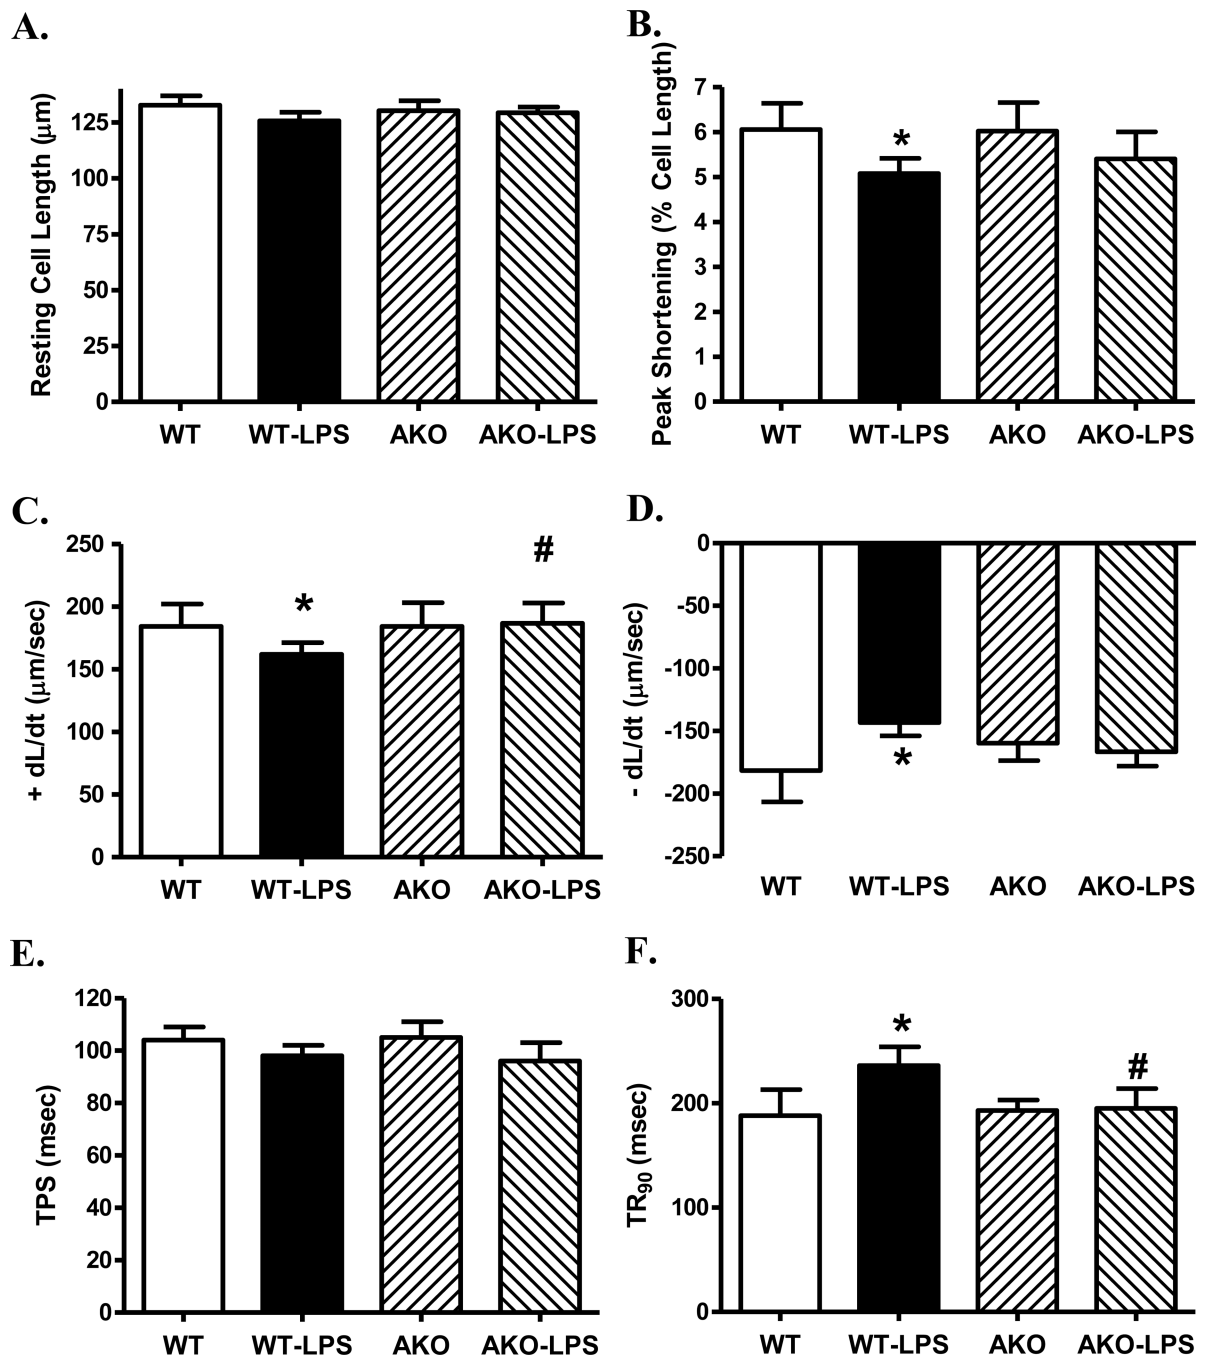 A.
Resting Cell Length (μm)
125
100
75
50
25
0
WT WT-LPS AKO AKO-LPS
B.
Peak Shortening (% Cell Length)
7
6
5
4
3
2
1
0
*
WT WT-LPS AKO AKO-LPS
C.
+ dL/dt (μm/sec)
250
200
150
100
50
0
* #
WT WT-LPS AKO AKO-LPS
D.
- dL/dt (μm/sec)
0
-50
-100
-150
-200
-250
*
WT WT-LPS AKO AKO-LPS
E.
TPS (msec)
120
100
80
60
40
20
0
WT WT-LPS AKO AKO-LPS
F.
TR90 (msec)
300
200
100
0
* #
WT WT-LPS AKO AKO-LPS